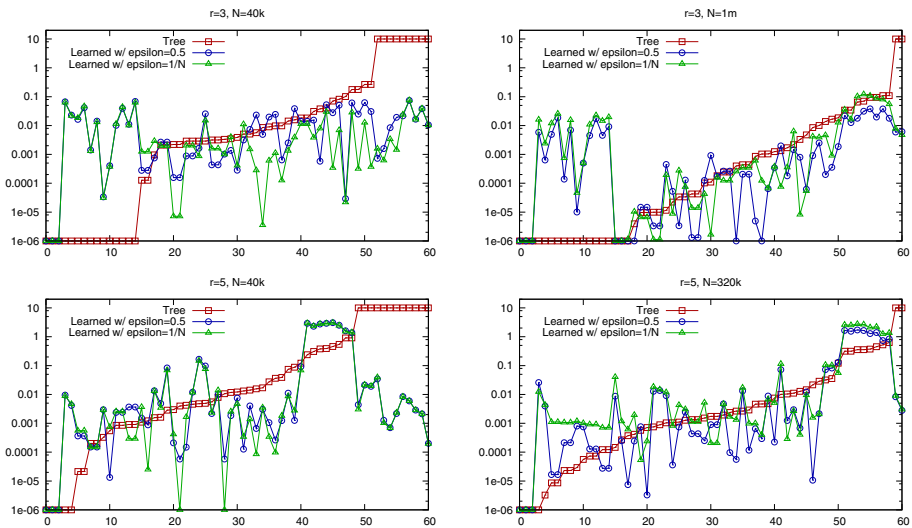 r=3, N=40k
Tree
Learned w/ epsilon=0.5
Learned w/ epsilon=1/N
10
1
0.1
0.01
0.001
0.0001
1e-05
1e-06
0 10 20 30 40 50 60
r=3, N=1m
Tree
Learned w/ epsilon=0.5
Learned w/ epsilon=1/N
10
1
0.1
0.01
0.001
0.0001
1e-05
1e-06
0 10 20 30 40 50 60
r=5, N=40k
Tree
Learned w/ epsilon=0.5
Learned w/ epsilon=1/N
10
1
0.1
0.01
0.001
0.0001
1e-05
1e-06
0 10 20 30 40 50 60
r=5, N=320k
Tree
Learned w/ epsilon=0.5
Learned w/ epsilon=1/N
10
1
0.1
0.01
0.001
0.0001
1e-05
1e-06
0 10 20 30 40 50 60